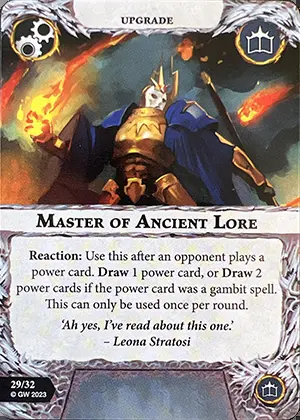 UPGRADE
MASTER OF ANCIENT LORE
Reaction: Use this after an opponent plays a
power card. Draw 1 power card, or Draw 2
power cards if the power card was a gambit spell.
This can only be used once per round.
‘Ah yes, I’ve read about this one.’
– Leona Stratosi
29/32
© GW 2023